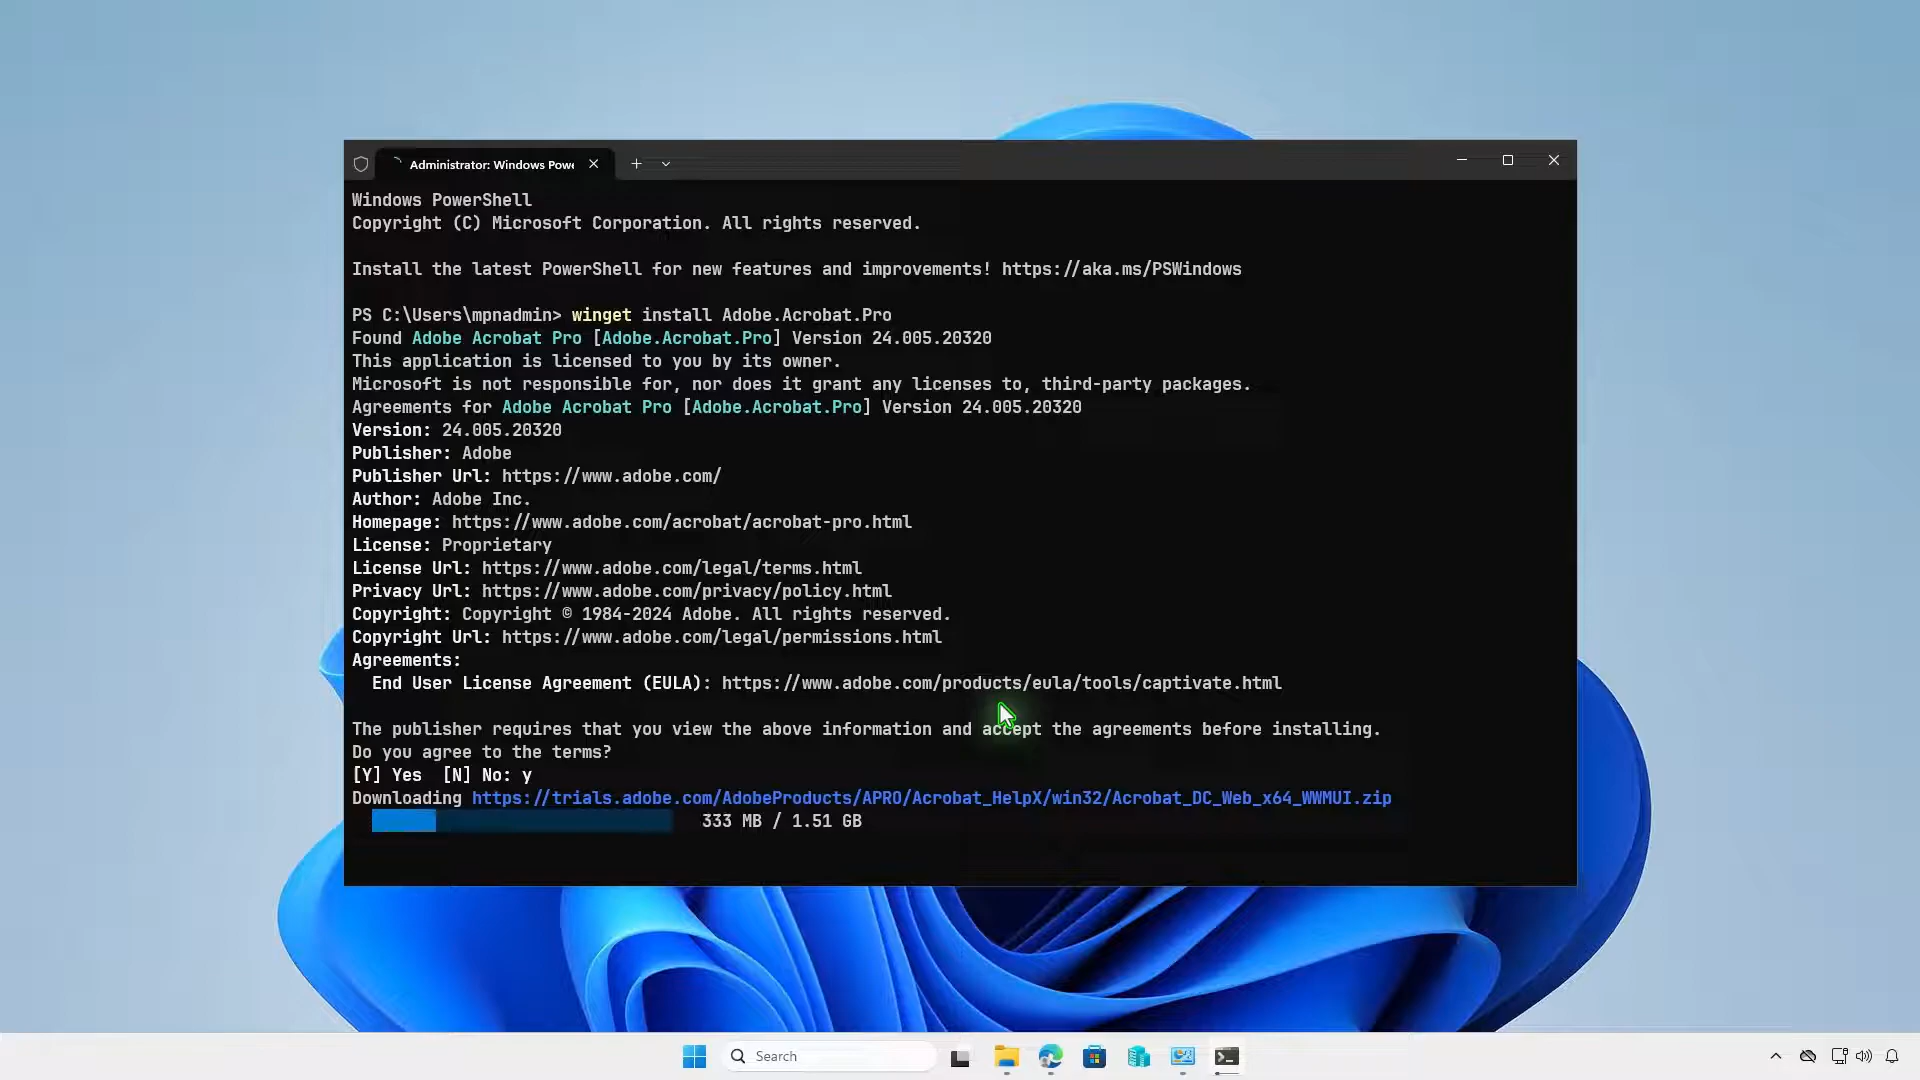 Administrator: Windows Powe
Windows PowerShell
Copyright (C) Microsoft Corporation. All rights reserved.
Install the latest PowerShell for new features and improvements! https://aka.ms/PSWindows
PS C:\Users\mpnadmin> winget install Adobe.Acrobat.Pro
Found Adobe Acrobat Pro [Adobe.Acrobat.Pro] Version 24.005.20320
This application is licensed to you by its owner.
Microsoft is not responsible for, nor does it grant any licenses to, third-party packages.
Agreements for Adobe Acrobat Pro [Adobe.Acrobat.Pro] Version 24.005.20320
Version: 24.005.20320
Publisher: Adobe
Publisher Url: https://www.adobe.com/
Author: Adobe Inc.
Homepage: https://www.adobe.com/acrobat/acrobat-pro.html
License: Proprietary
License Url: https://www.adobe.com/legal/terms.html
Privacy Url: https://www.adobe.com/privacy/policy.html
Copyright: Copyright © 1984-2024 Adobe. All rights reserved.
Copyright Url: https://www.adobe.com/legal/permissions.html
Agreements:
End User License Agreement (EULA): https://www.adobe.com/products/eula/tools/captivate.html
The publisher requires that you view the above information and accept the agreements before installing.
Do you agree to the terms?
[Y] Yes [N] No: y
Downloading https://trials.adobe.com/AdobeProducts/APRO/Acrobat_HelpX/win32/Acrobat_DC_Web_x64_WWMUI.zip
333 MB / 1.51 GB
Search